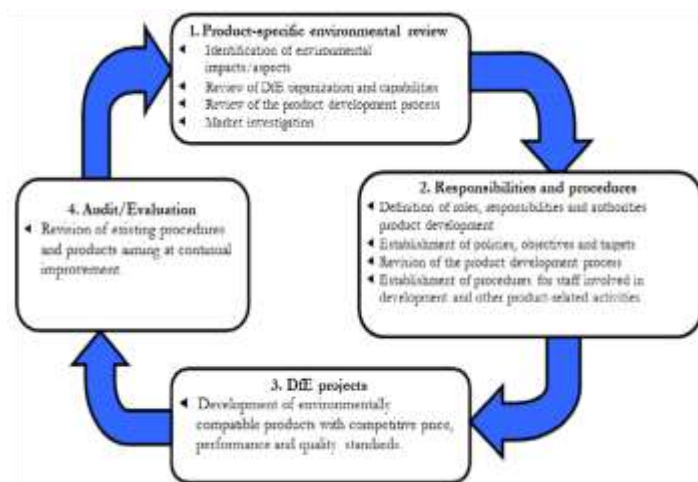 1. Product-specific environmental review
Identification of environmental
impacts/aspects
Review of DfE organization and capabilities
Review of the product development process
Market investigation
2. Responsibilities and procedures
Definition of roles, responsibilities and authorities
product development
Establishment of policies, objectives and targets
Revision of the product development process
Establishment of procedures for staff involved in
development and other product-related activities
3. DfE projects
Development of environmentally
compatible products with competitive price,
performance and quality standards.
4. Audit/Evaluation
Revision of existing procedures
and products aiming at contisual
improvement